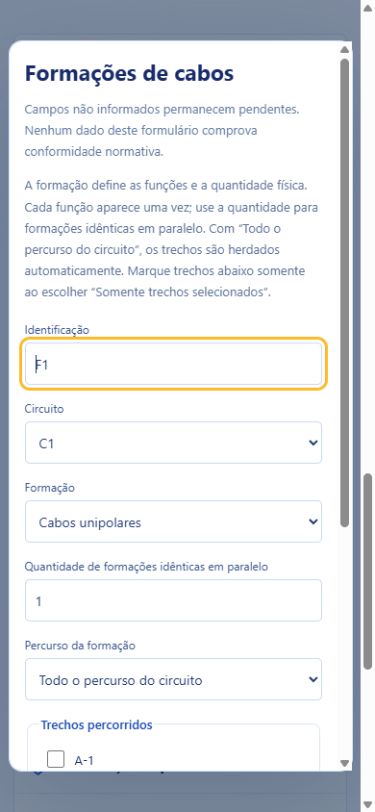 Formações de cabos
Campos não informados permanecem pendentes.
Nenhum dado deste formulário comprova
conformidade normativa.
A formação define as funções e a quantidade física.
Cada função aparece uma vez; use a quantidade para
formações idênticas em paralelo. Com “Todo o
percurso do circuito”, os trechos são herdados
automaticamente. Marque trechos abaixo somente
ao escolher “Somente trechos selecionados”.
Identificação
F1
Circuito
C1
Formação
Cabos unipolares
Quantidade de formações idênticas em paralelo
1
Percurso da formação
Todo o percurso do circuito
Trechos percorridos
A-1